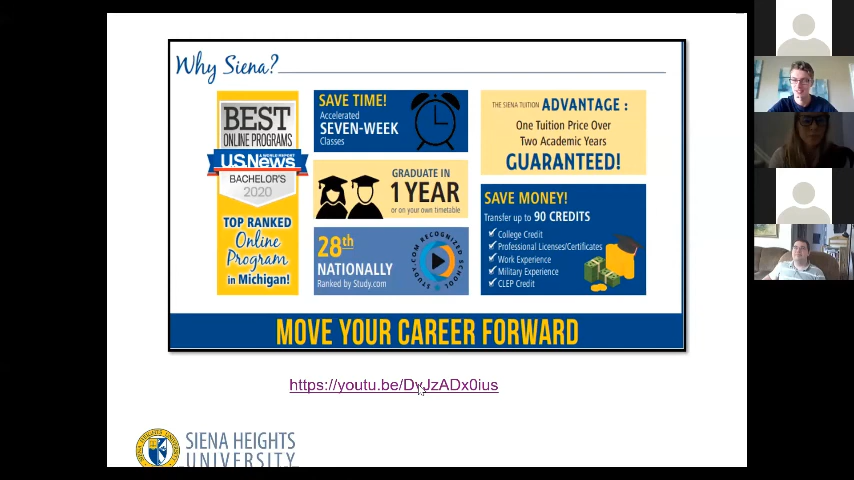 Why Siena?
BEST
ONLINE PROGRAMS
U.S.News
BACHELOR'S
2020
TOP RANKED
Online
Program
in Michigan!
SAVE TIME!
Accelerated
SEVEN-WEEK
Classes
GRADUATE IN
1 YEAR
or on your own timetable
28th
NATIONALLY
Ranked by Study.com
STUDY.COM RECOGNIZED SCHOOL
THE SIENA TUITION ADVANTAGE:
One Tuition Price Over
Two Academic Years
GUARANTEED!
SAVE MONEY!
Transfer up to 90 CREDITS
College Credit
Professional Licenses/Certificates
Work Experience
Military Experience
CLEP Credit
MOVE YOUR CAREER FORWARD
https://youtu.be/DyJzADx0ius
SIENA HEIGHTS
UNIVERSITY